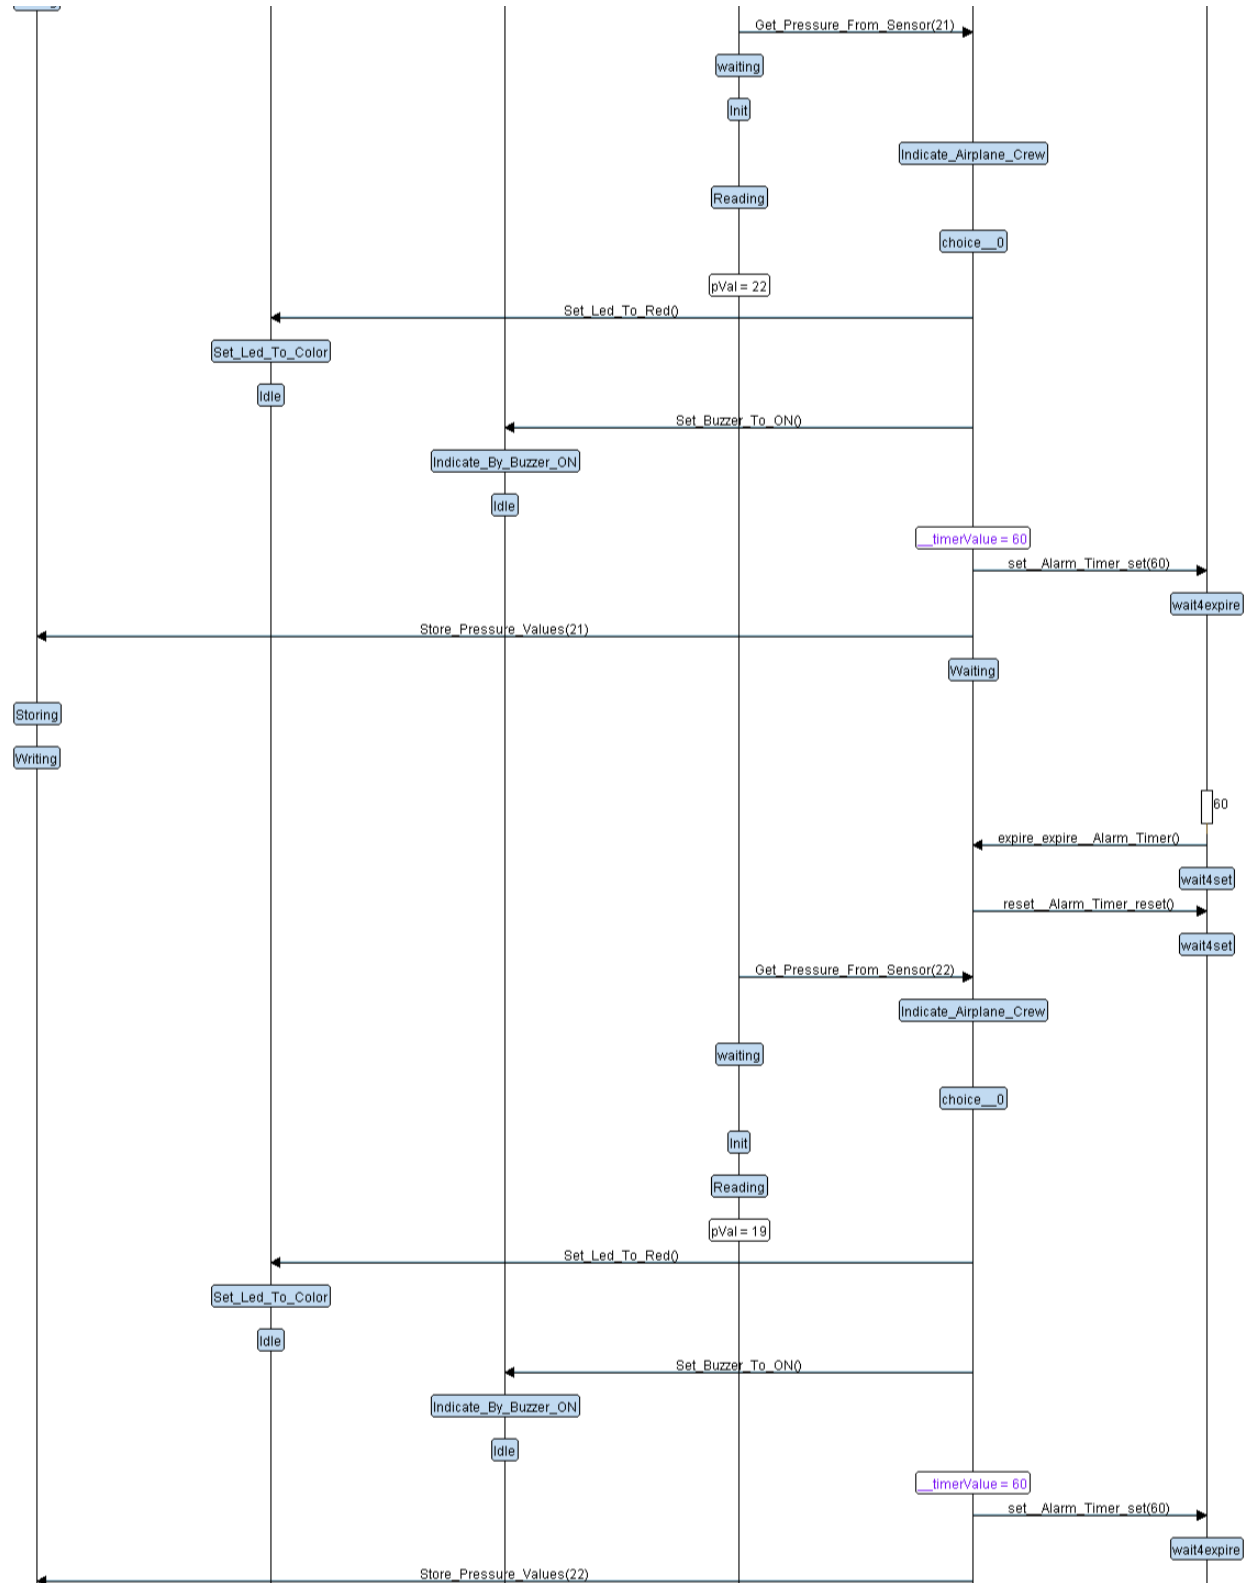 Get_Pressure_From_Sensor(21)
waiting
Init
Indicate_Airplane_Crew
Reading
choice__0
pVal = 22
Set_Led_To_Red()
Set_Led_To_Color
Idle
Set_Buzzer_To_ON()
Indicate_By_Buzzer_ON
Idle
__timerValue = 60
set__Alarm_Timer_set(60)
wait4expire
Store_Pressure_Values(21)
Waiting
Storing
Writing
60
expire_expire__Alarm_Timer()
wait4set
reset__Alarm_Timer_reset()
wait4set
Get_Pressure_From_Sensor(22)
Indicate_Airplane_Crew
waiting
choice__0
Init
Reading
pVal = 19
Set_Led_To_Red()
Set_Led_To_Color
Idle
Set_Buzzer_To_ON()
Indicate_By_Buzzer_ON
Idle
__timerValue = 60
set__Alarm_Timer_set(60)
wait4expire
Store_Pressure_Values(22)